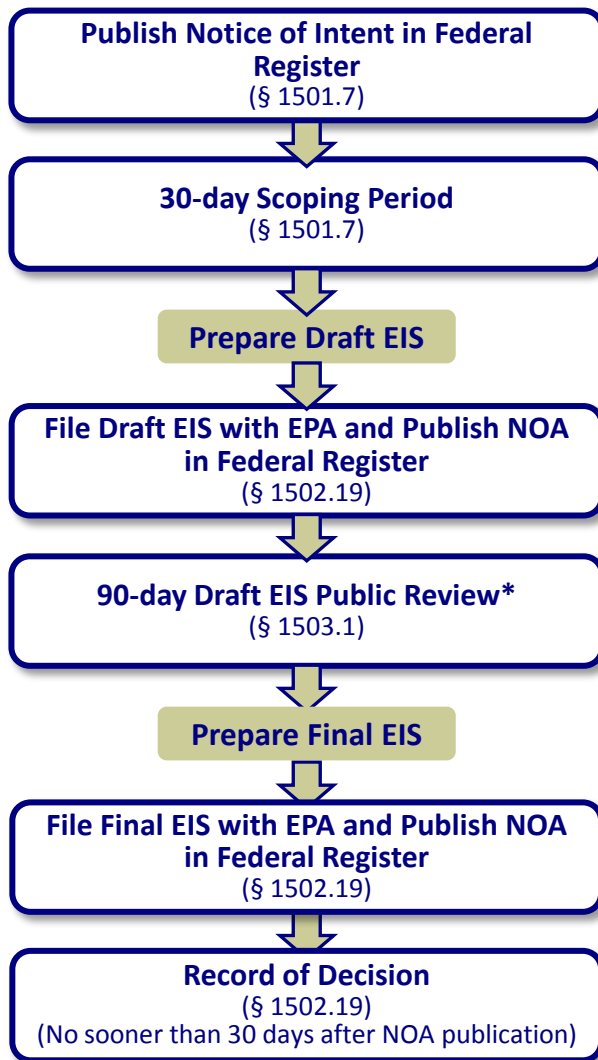 Publish Notice of Intent in Federal
Register
(§ 1501.7)
30-day Scoping Period
(§ 1501.7)
Prepare Draft EIS
File Draft EIS with EPA and Publish NOA
in Federal Register
(§ 1502.19)
90-day Draft EIS Public Review*
(§ 1503.1)
Prepare Final EIS
File Final EIS with EPA and Publish NOA
in Federal Register
(§ 1502.19)
Record of Decision
(§ 1502.19)
(No sooner than 30 days after NOA publication)